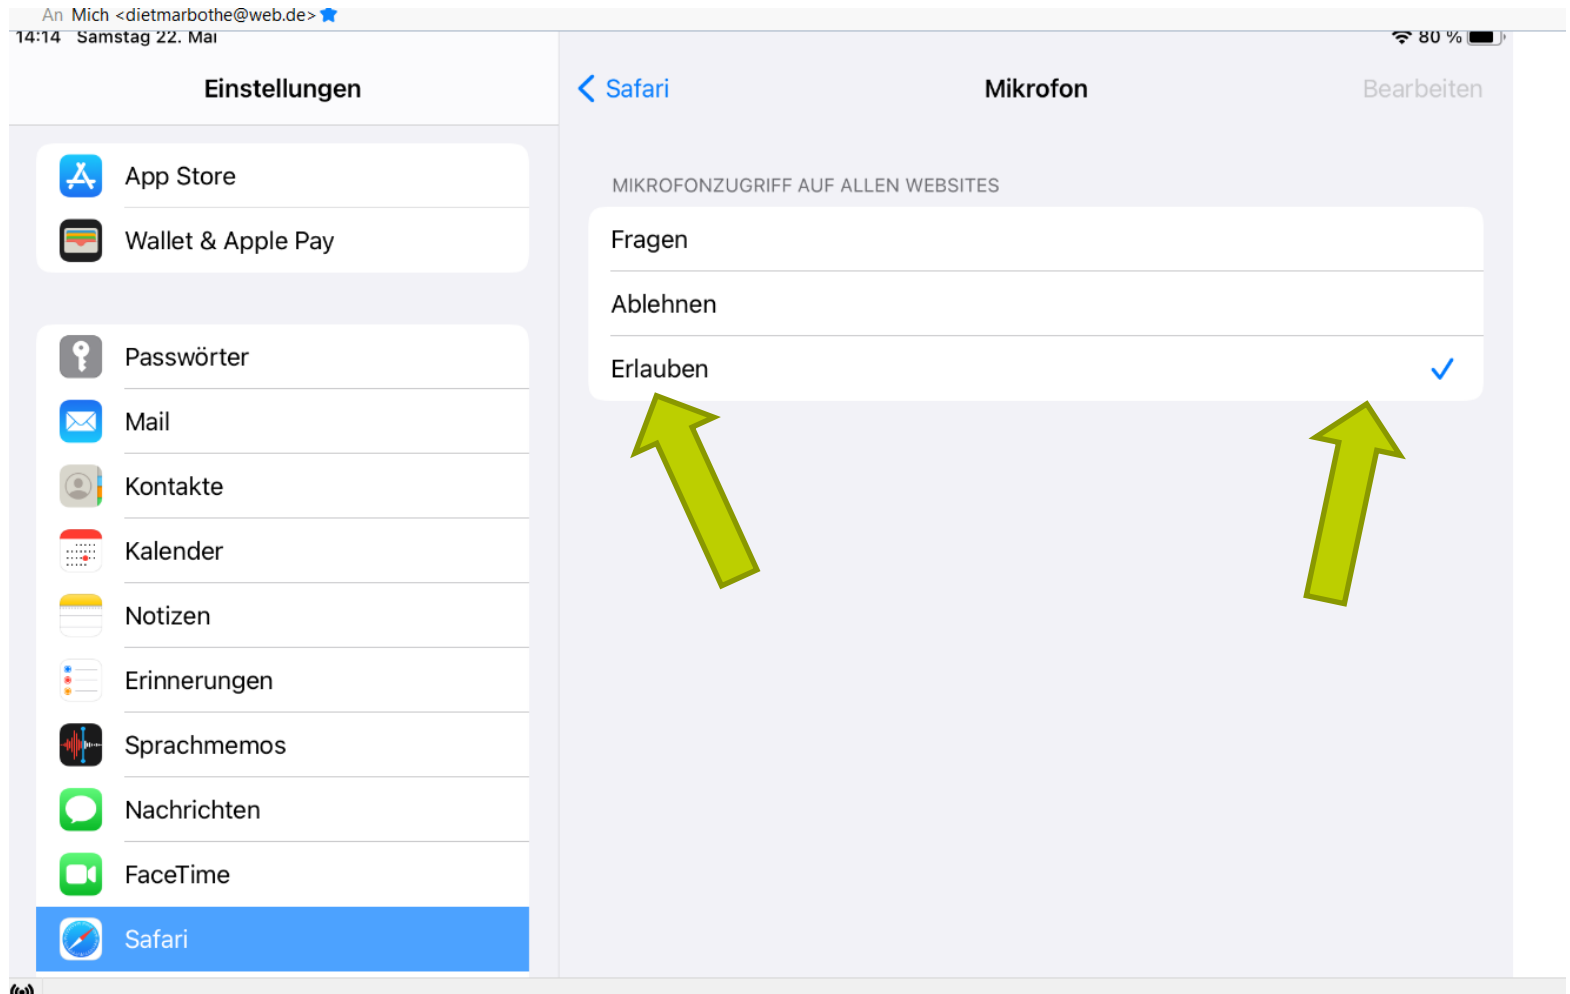 An Mich <dietmarbothe@web.de>
14:14 Samstag 22. Mai
80 %
Einstellungen
Safari
Mikrofon
Bearbeiten
App Store
Wallet & Apple Pay
Passwörter
Mail
Kontakte
Kalender
Notizen
Erinnerungen
Sprachmemos
Nachrichten
FaceTime
Safari
MIKROFONZUGRIFF AUF ALLEN WEBSITES
Fragen
Ablehnen
Erlauben